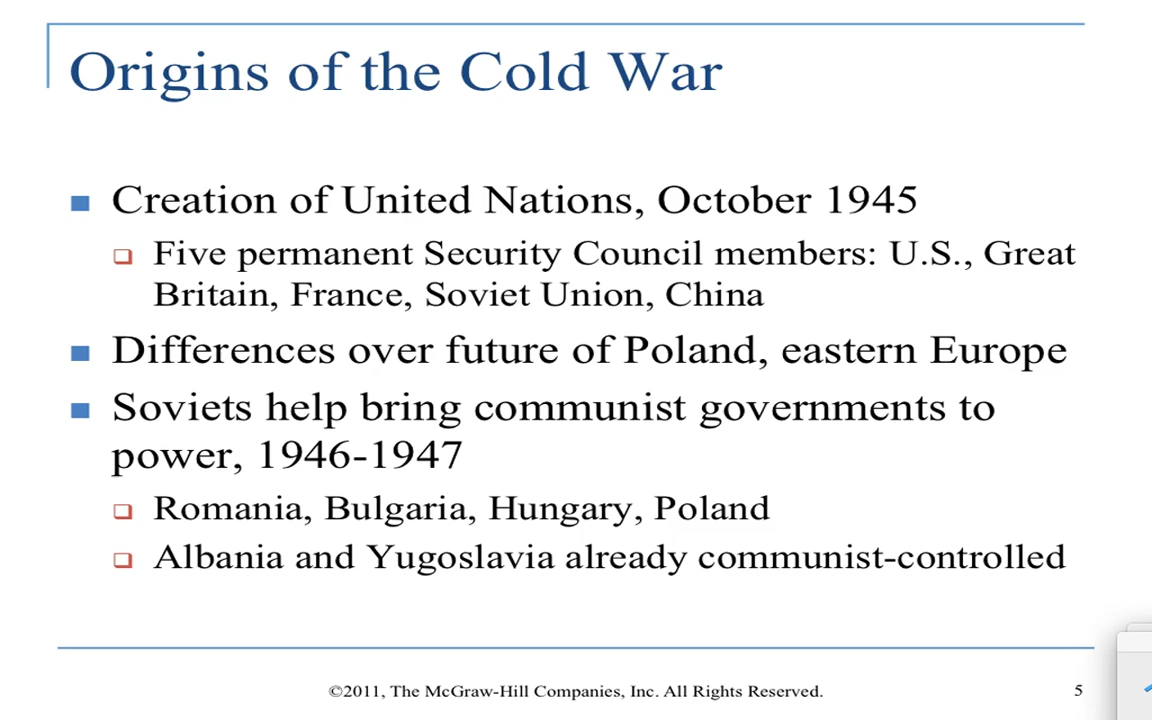 Origins of the Cold War
Creation of United Nations, October 1945
Five permanent Security Council members: U.S., Great
Britain, France, Soviet Union, China
Differences over future of Poland, eastern Europe
Soviets help bring communist governments to
power, 1946-1947
Romania, Bulgaria, Hungary, Poland
Albania and Yugoslavia already communist-controlled
©2011, The McGraw-Hill Companies, Inc. All Rights Reserved.
5